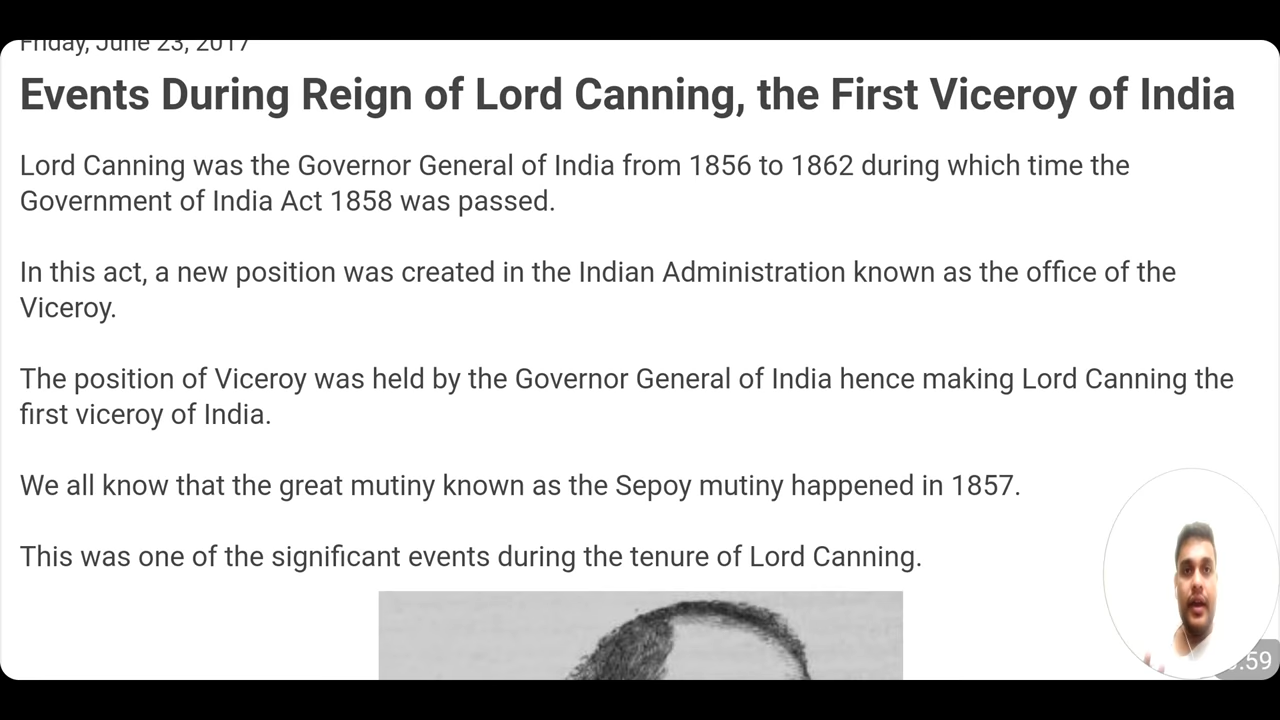 Friday, June 23, 2017
Events During Reign of Lord Canning, the First Viceroy of India
Lord Canning was the Governor General of India from 1856 to 1862 during which time the
Government of India Act 1858 was passed.
In this act, a new position was created in the Indian Administration known as the office of the
Viceroy.
The position of Viceroy was held by the Governor General of India hence making Lord Canning the
first viceroy of India.
We all know that the great mutiny known as the Sepoy mutiny happened in 1857.
This was one of the significant events during the tenure of Lord Canning.
:59